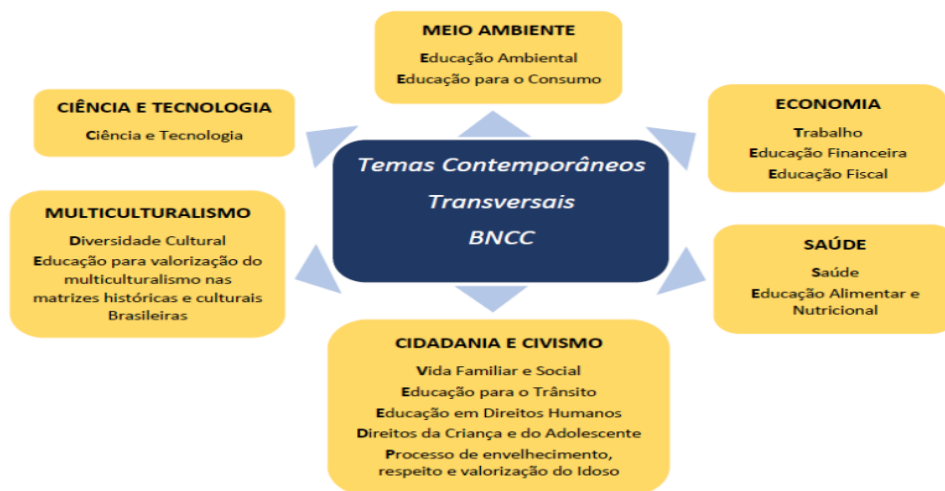 MEIO AMBIENTE
Educação Ambiental
Educação para o Consumo
CIÊNCIA E TECNOLOGIA
Ciência e Tecnologia
ECONOMIA
Trabalho
Educação Financeira
Educação Fiscal
Temas Contemporâneos
Transversais
BNCC
MULTICULTURALISMO
Diversidade Cultural
Educação para valorização do
multiculturalismo nas
matrizes históricas e culturais
Brasileiras
SAÚDE
Saúde
Educação Alimentar e
Nutricional
CIDADANIA E CIVISMO
Vida Familiar e Social
Educação para o Trânsito
Educação em Direitos Humanos
Direitos da Criança e do Adolescente
Processo de envelhecimento,
respeito e valorização do Idoso